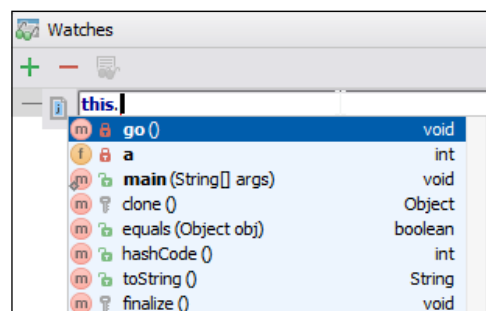 Watches
this.
m go () void
f a int
m main (String[] args) void
m clone () Object
m equals (Object obj) boolean
m hashCode () int
m toString () String
m finalize () void